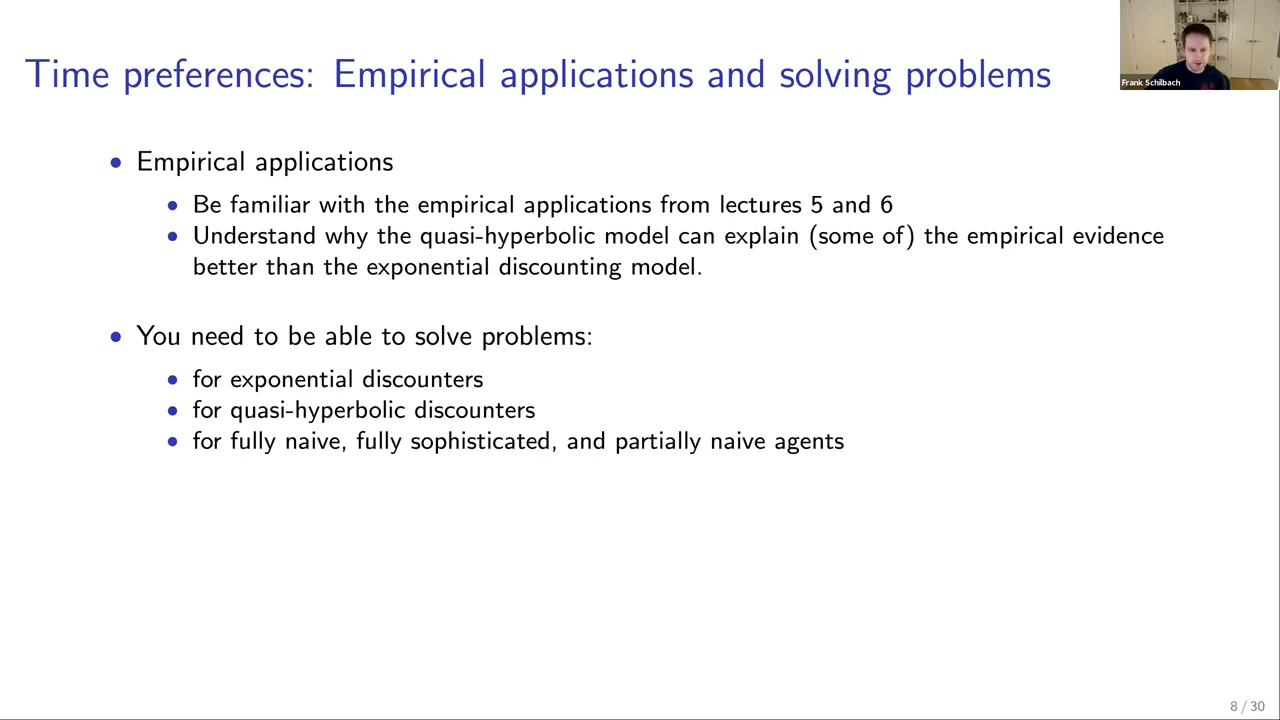 Time preferences: Empirical applications and solving problems
Frank Schilbach
• Empirical applications
• Be familiar with the empirical applications from lectures 5 and 6
• Understand why the quasi-hyperbolic model can explain (some of) the empirical evidence
better than the exponential discounting model.
• You need to be able to solve problems:
• for exponential discounters
• for quasi-hyperbolic discounters
• for fully naive, fully sophisticated, and partially naive agents
8 / 30